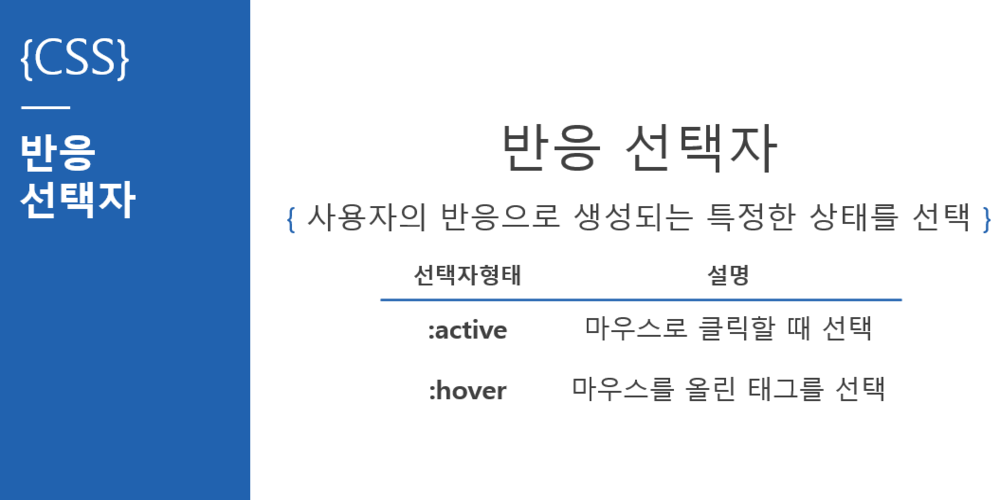 {CSS}
반응
선택자
반응 선택자
{ 사용자의 반응으로 생성되는 특정한 상태를 선택 }
선택자형태 설명
:active 마우스로 클릭할 때 선택
:hover 마우스를 올린 태그를 선택